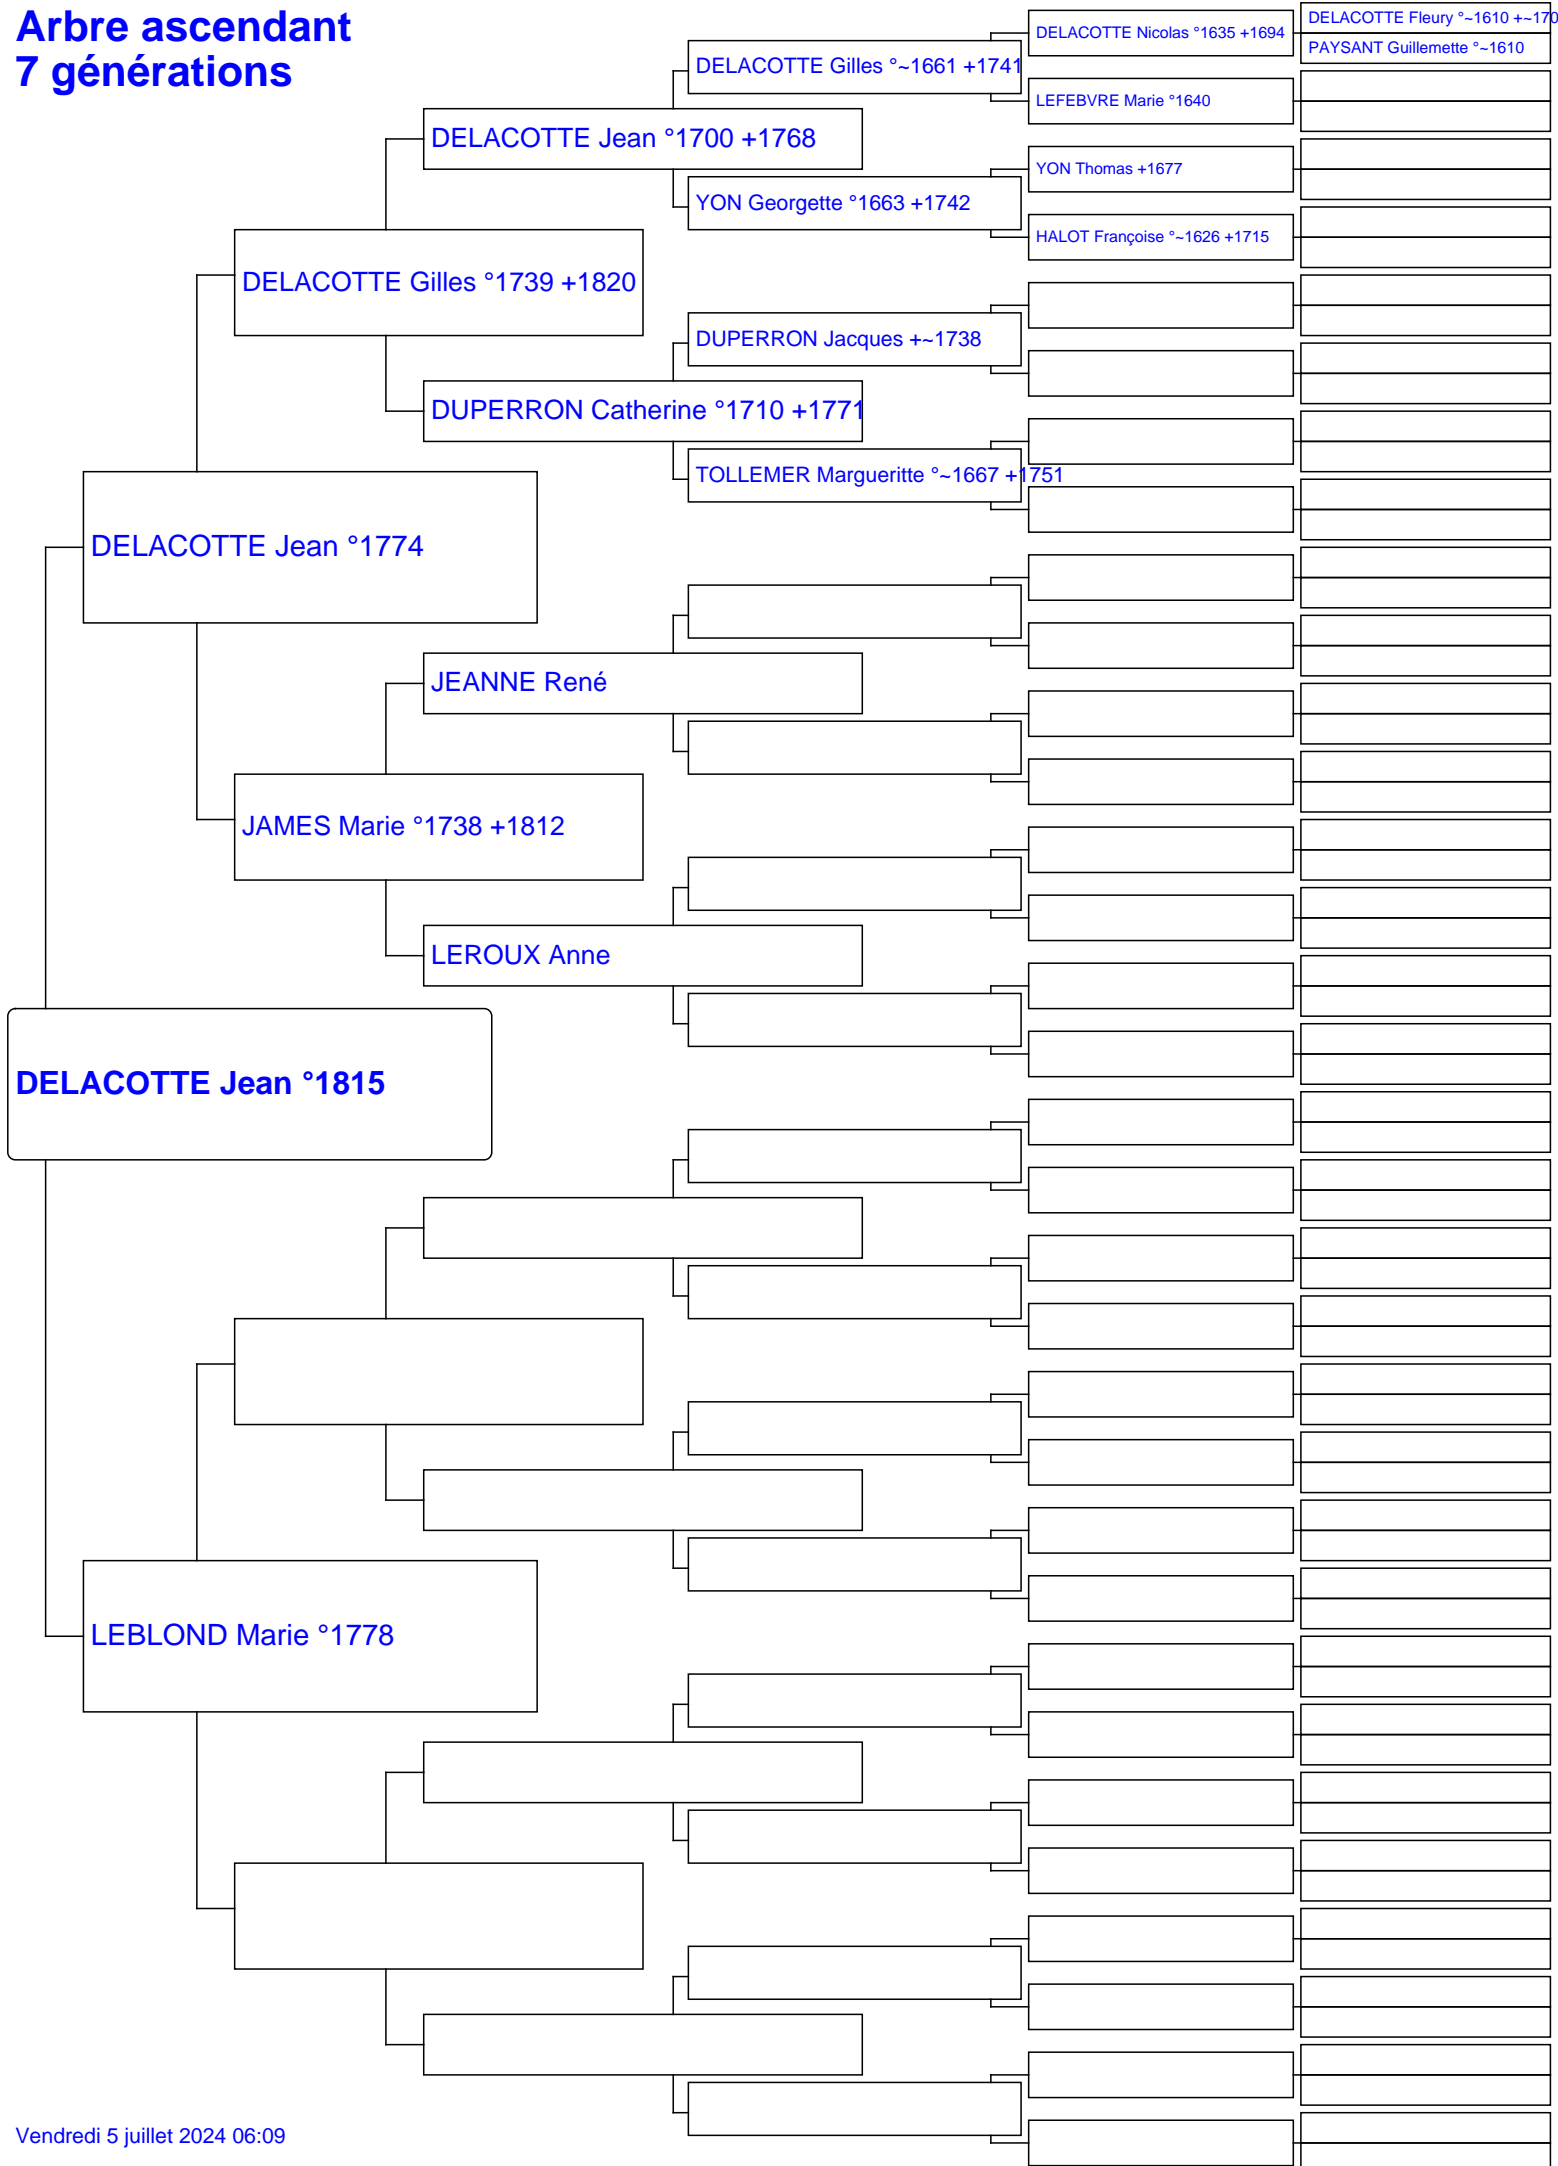 Arbre ascendant
7 générations
DELACOTTE Fleury °~1610 +~170
PAYSANT Guillemette °~1610
DELACOTTE Nicolas °1635 +1694
DELACOTTE Gilles °~1661 +1741
LEFEBVRE Marie °1640
DELACOTTE Jean °1700 +1768
YON Thomas +1677
YON Georgette °1663 +1742
HALOT Françoise °~1626 +1715
DELACOTTE Gilles °1739 +1820
DUPERRON Jacques +~1738
DUPERRON Catherine °1710 +1771
TOLLEMER Margueritte °~1667 +1751
DELACOTTE Jean °1774
JEANNE René
JAMES Marie °1738 +1812
LEROUX Anne
DELACOTTE Jean °1815
LEBLOND Marie °1778
Vendredi 5 juillet 2024 06:09